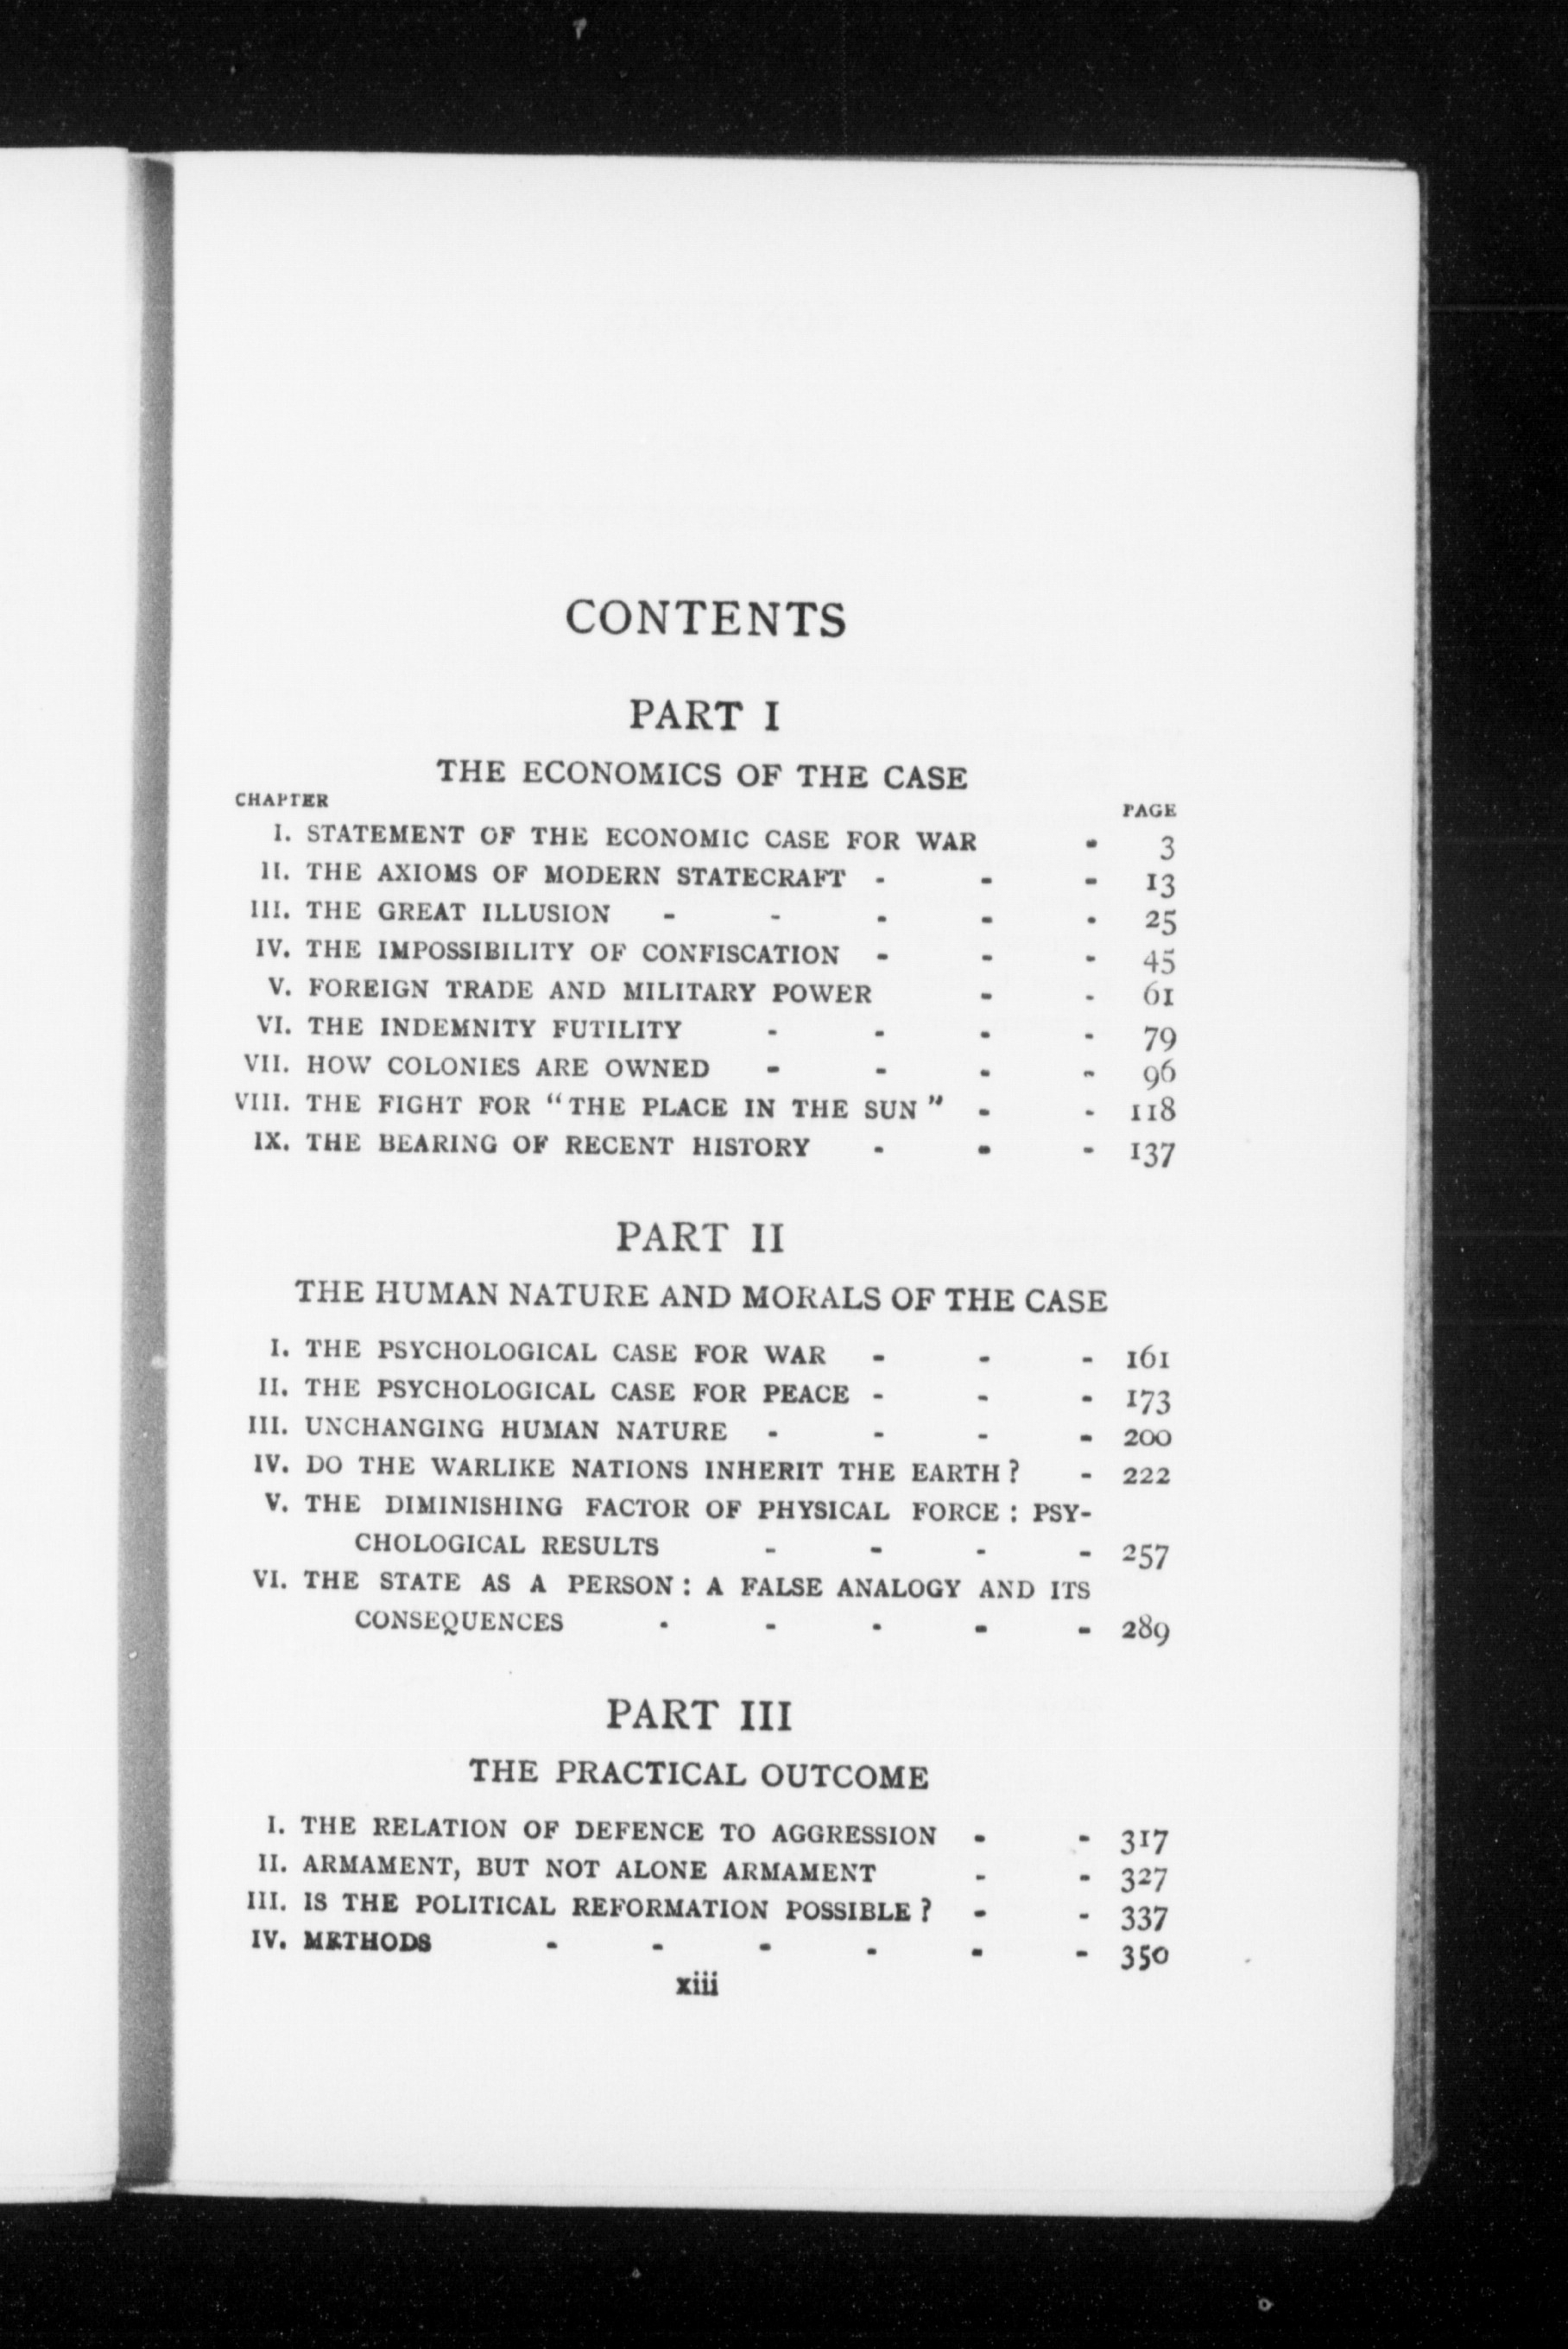 CONTENTS
PART I
THE ECONOMICS OF THE CASE
CHAPTER PAGE
I. STATEMENT OF THE ECONOMIC CASE FOR WAR - 3
II. THE AXIOMS OF MODERN STATECRAFT - - - 13
III. THE GREAT ILLUSION - - - - - 25
IV. THE IMPOSSIBILITY OF CONFISCATION - - - 45
V. FOREIGN TRADE AND MILITARY POWER - - 61
VI. THE INDEMNITY FUTILITY - - - - 79
VII. HOW COLONIES ARE OWNED - - - - 96
VIII. THE FIGHT FOR "THE PLACE IN THE SUN" - - 118
IX. THE BEARING OF RECENT HISTORY - - - 137
PART II
THE HUMAN NATURE AND MORALS OF THE CASE
I. THE PSYCHOLOGICAL CASE FOR WAR - - - 161
II. THE PSYCHOLOGICAL CASE FOR PEACE - - - 173
III. UNCHANGING HUMAN NATURE - - - - 200
IV. DO THE WARLIKE NATIONS INHERIT THE EARTH? - 222
V. THE DIMINISHING FACTOR OF PHYSICAL FORCE: PSY-
CHOLOGICAL RESULTS - - - - 257
VI. THE STATE AS A PERSON: A FALSE ANALOGY AND ITS
CONSEQUENCES - - - - - 289
PART III
THE PRACTICAL OUTCOME
I. THE RELATION OF DEFENCE TO AGGRESSION - - 317
II. ARMAMENT, BUT NOT ALONE ARMAMENT - - 327
III. IS THE POLITICAL REFORMATION POSSIBLE? - - 337
IV. METHODS - - - - - - 350
xiii